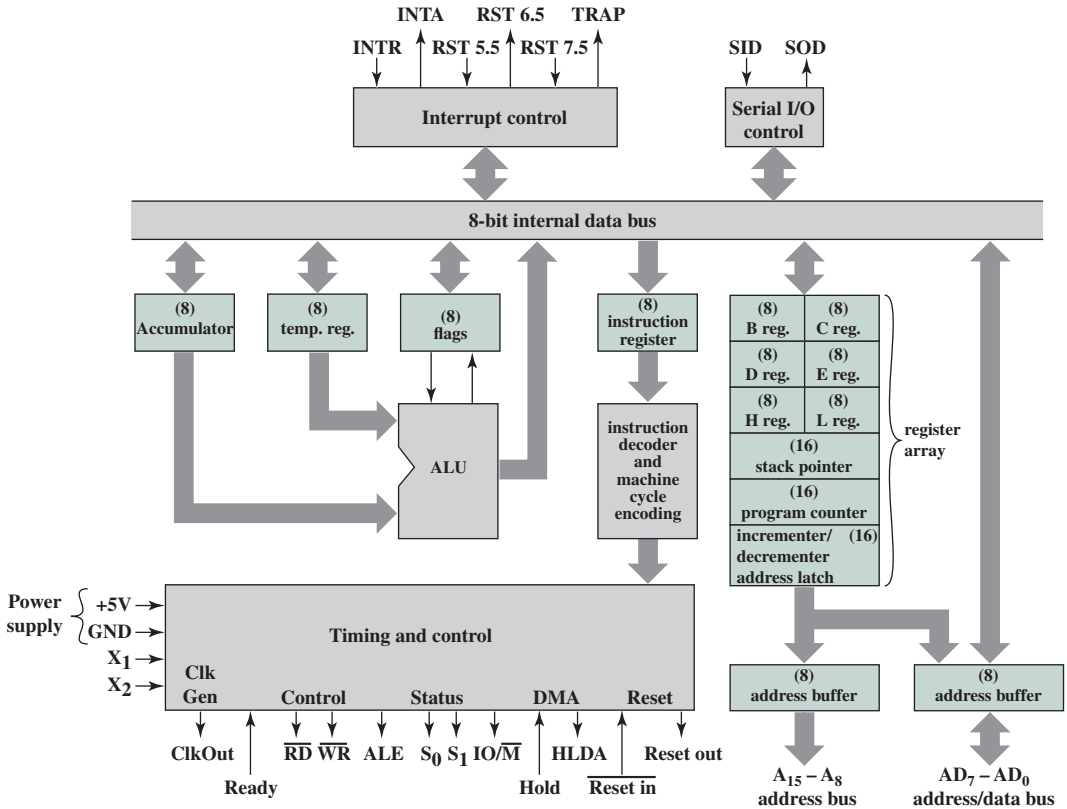 INTA RST 6.5 TRAP
INTR RST 5.5 RST 7.5
SID SOD
Interrupt control
Serial I/O
control
8-bit internal data bus
(8)
Accumulator
(8)
temp. reg.
(8)
flags
(8)
instruction
register
(8)
B reg.
(8)
C reg.
(8)
D reg.
(8)
E reg.
(8)
H reg.
(8)
L reg.
(16)
stack pointer
(16)
program counter
incrementer/ (16)
decrementer
address latch
register
array
ALU
instruction
decoder
and
machine
cycle
encoding
Power
supply
+5V
GND
X1
X2
Timing and control
Clk
Gen
Control
Status
DMA
Reset
ClkOut
Ready
R̅D̅
W̅R̅
ALE
S0
S1
IO/M̅
Hold
HLDA
R̅e̅s̅e̅t̅ ̅i̅n̅
Reset out
(8)
address buffer
(8)
address buffer
A15 – A8
address bus
AD7 – AD0
address/data bus